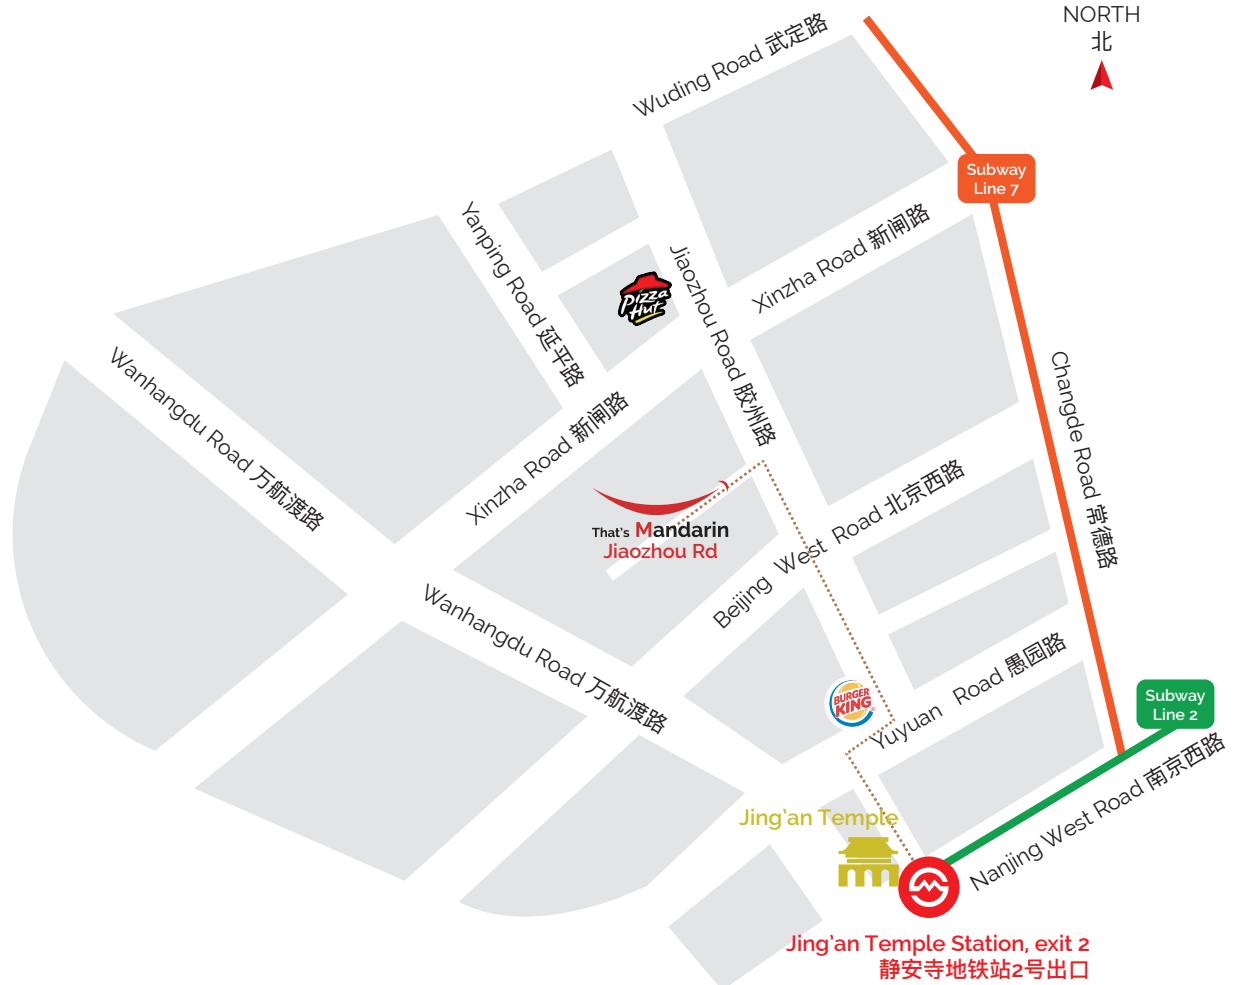 NORTH
北
Wuding Road 武定路
Subway
Line 7
Yanping Road 延平路
Jiaozhou Road 胶州路
Xinzha Road 新闸路
Pizza
Hut
Wanhangdu Road 万航渡路
Xinzha Road 新闸路
Changde Road 常德路
That's Mandarin
Jiaozhou Rd
Beijing West Road 北京西路
Wanhangdu Road 万航渡路
BURGER
KING
Yuyuan Road 愚园路
Subway
Line 2
Nanjing West Road 南京西路
Jing'an Temple
Jing'an Temple Station, exit 2
静安寺地铁站2号出口